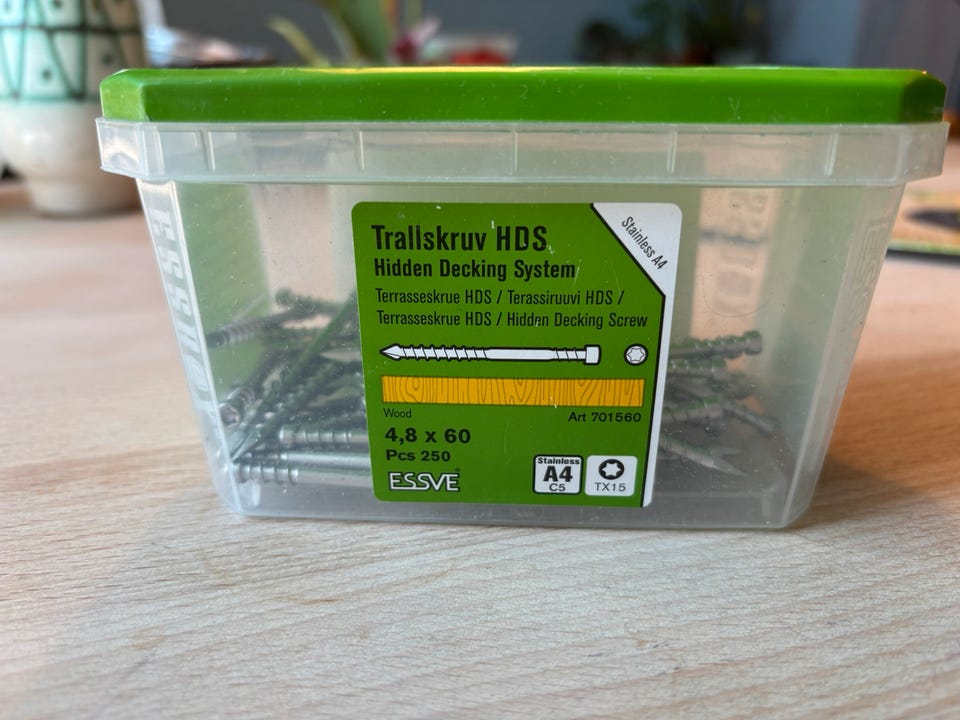 Trallskruv HDS
Stainless A4
Hidden Decking System
Terrasseskrue HDS / Terassiruuvi HDS /
Terrasseskrue HDS / Hidden Decking Screw
Wood
Art 701560
4,8 x 60
Pcs 250
ESSVE®
Stainless
A4
C5
TX15
ESSVE